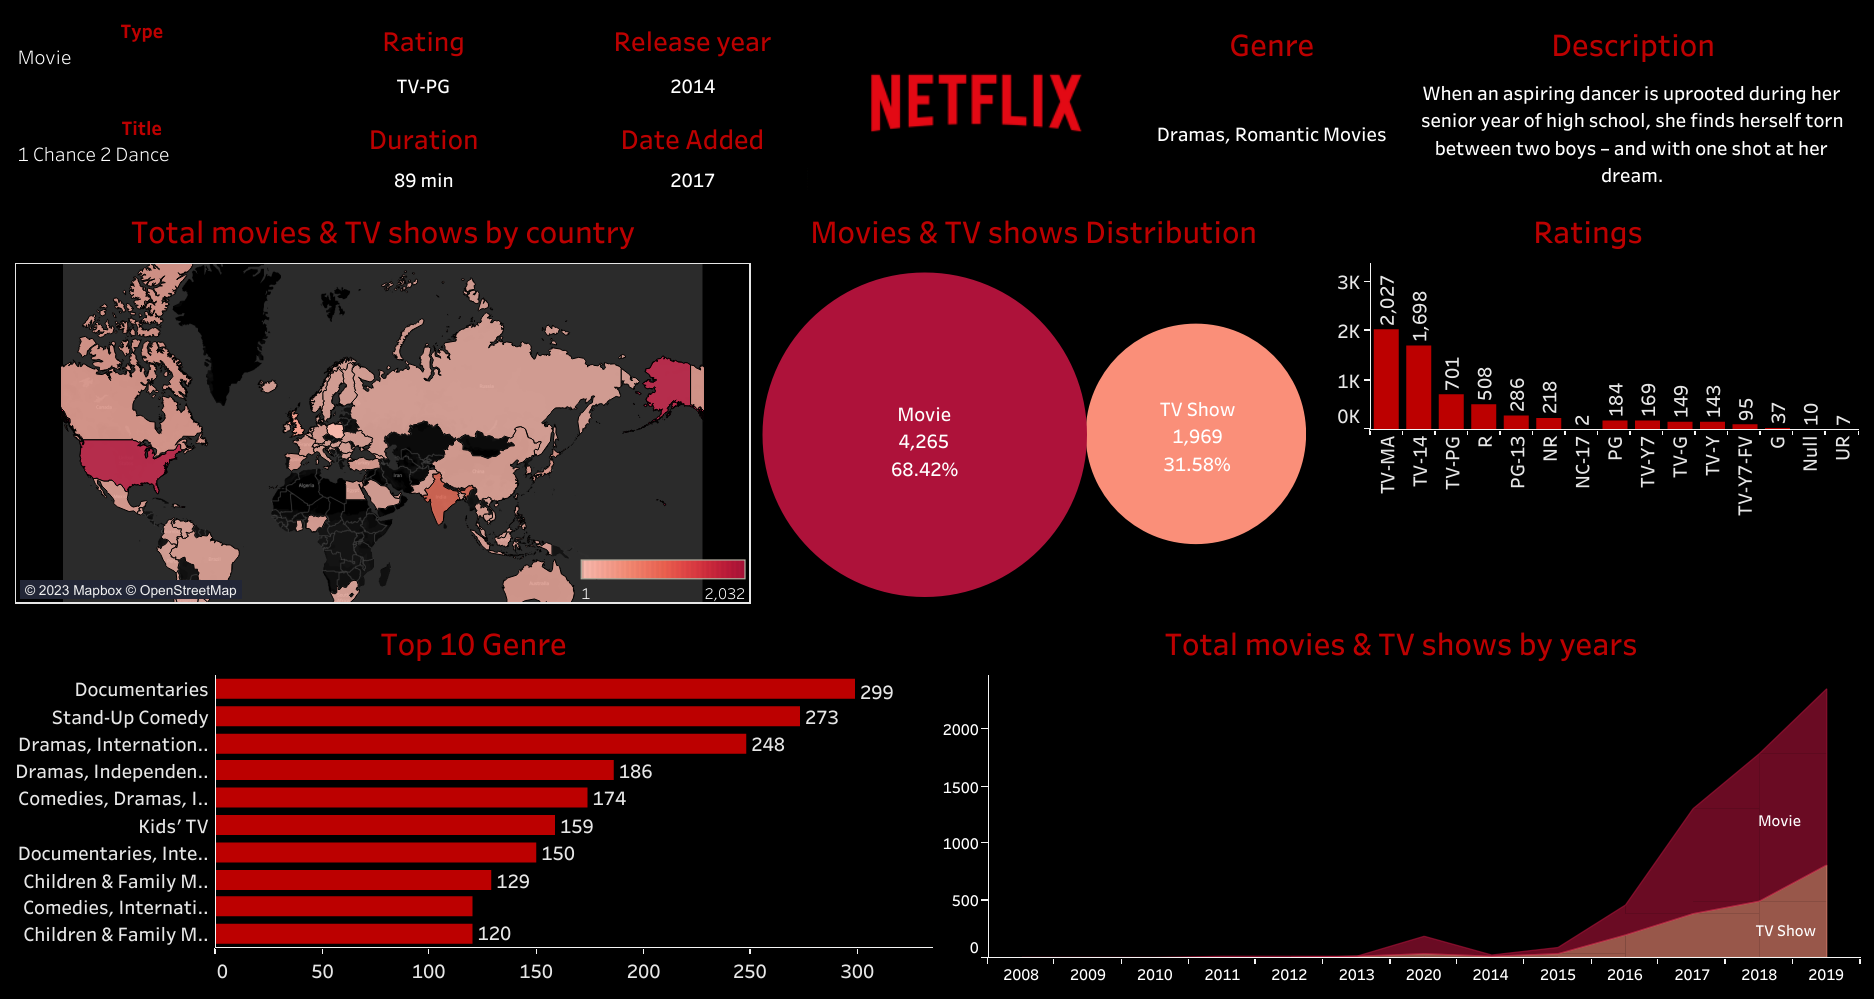 Type
Movie
Title
1 Chance 2 Dance
Rating
TV-PG
Duration
89 min
Release year
2014
Date Added
2017
NETFLIX
Genre
Dramas, Romantic Movies
Description
When an aspiring dancer is uprooted during her
senior year of high school, she finds herself torn
between two boys – and with one shot at her
dream.
Total movies & TV shows by country
© 2023 Mapbox © OpenStreetMap
1
2,032
Movies & TV shows Distribution
Movie
4,265
68.42%
TV Show
1,969
31.58%
Ratings
3K
2K
1K
0K
2,027
1,698
701
508
286
218
2
184
169
149
143
95
37
10
7
TV-MA
TV-14
TV-PG
R
PG-13
NR
NC-17
PG
TV-Y7
TV-G
TV-Y
TV-Y7-FV
G
Null
UR
Top 10 Genre
Documentaries 299
Stand-Up Comedy 273
Dramas, Internation.. 248
Dramas, Independen.. 186
Comedies, Dramas, I.. 174
Kids’ TV 159
Documentaries, Inte.. 150
Children & Family M.. 129
Comedies, Internati..
Children & Family M.. 120
0 50 100 150 200 250 300
Total movies & TV shows by years
2000
1500
1000
500
0
Movie
TV Show
2008 2009 2010 2011 2012 2013 2020 2014 2015 2016 2017 2018 2019